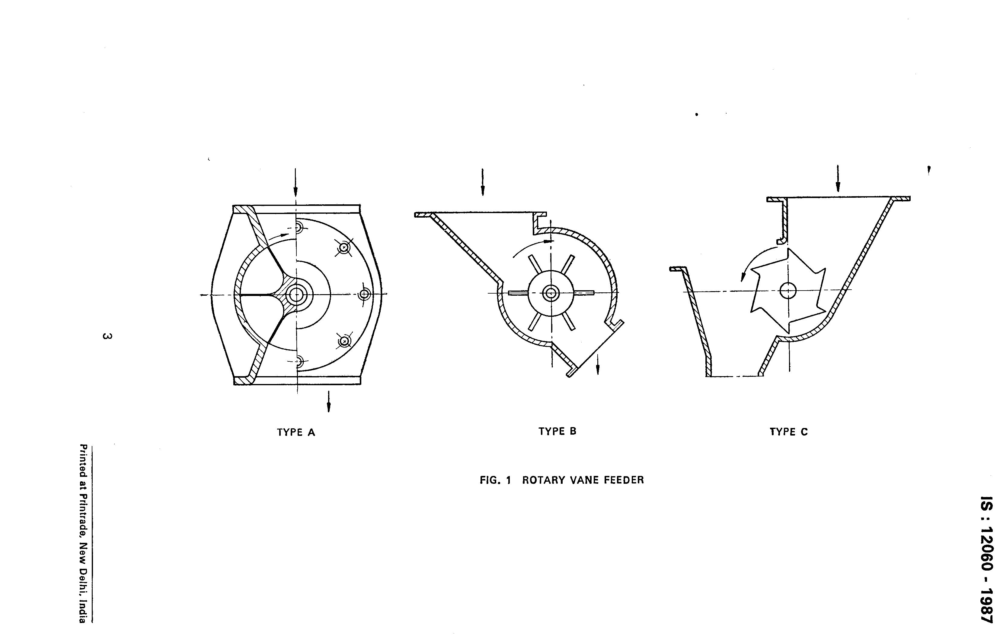 IS : 12060 - 1987
TYPE A
TYPE B
TYPE C
FIG. 1 ROTARY VANE FEEDER
3
Printed at Printrade, New Delhi, India